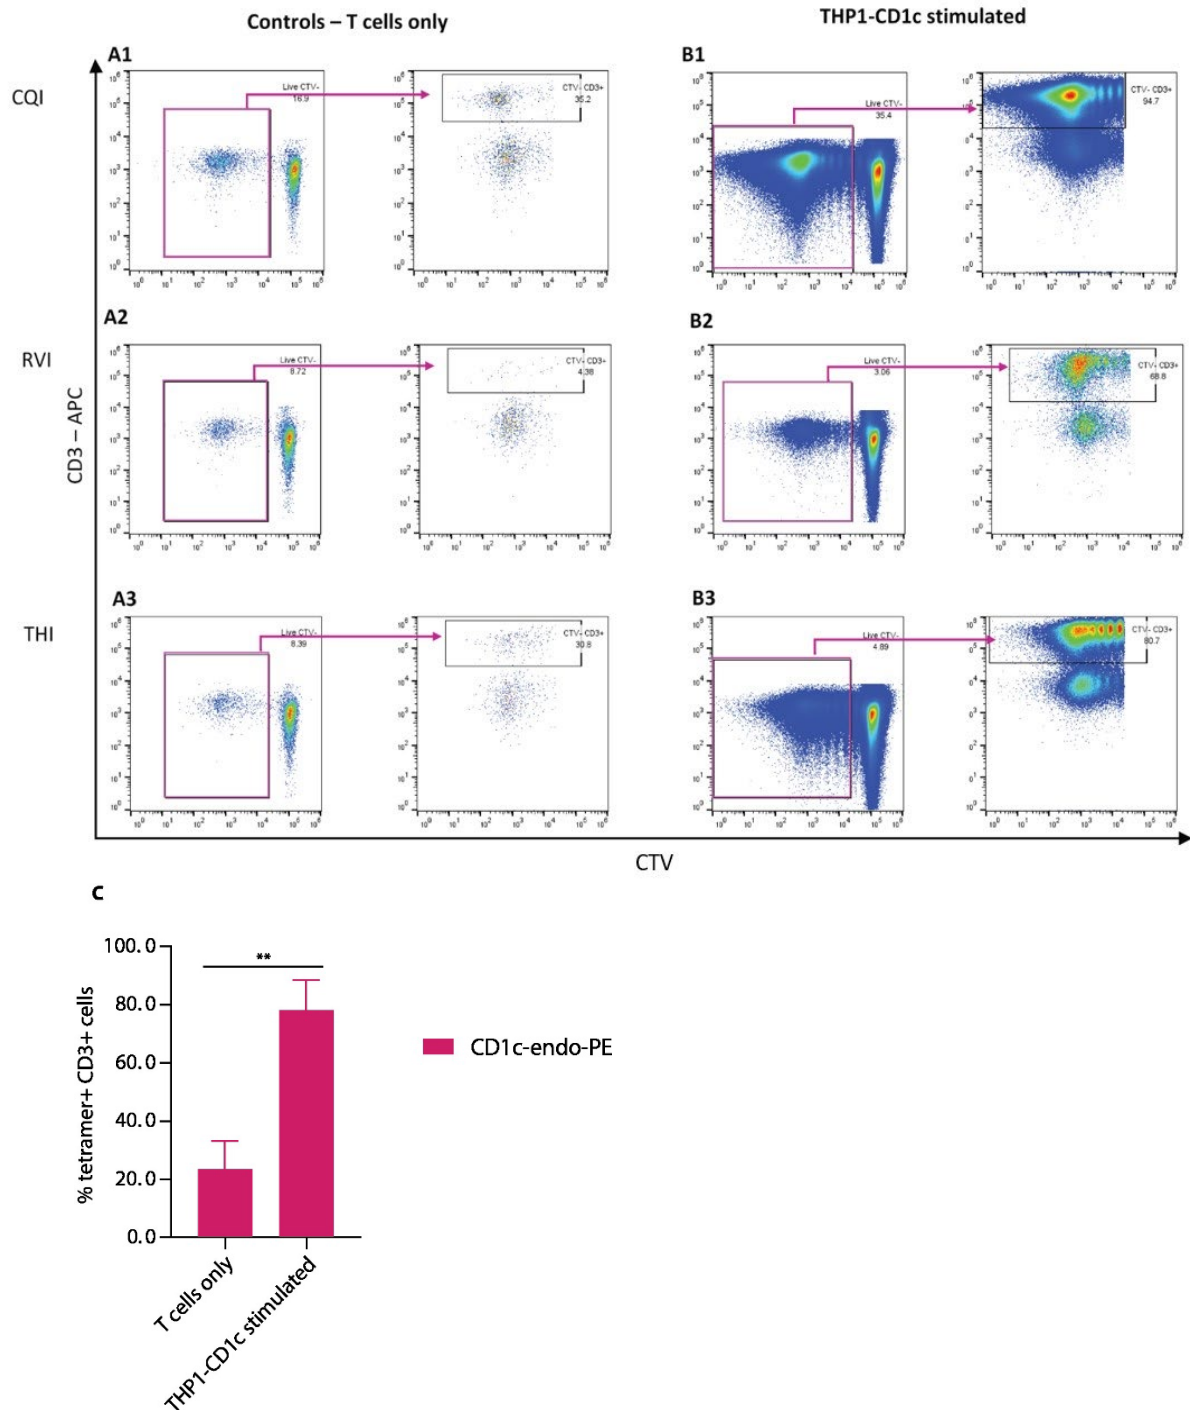 Controls – T cells only
THP1-CD1c stimulated
CQI
A1
Live CTV-
16.9
CTV- CD3+
35.2
B1
Live CTV-
35.4
CTV- CD3+
94.7
RVI
A2
Live CTV-
8.72
CTV- CD3+
4.38
B2
Live CTV-
3.06
CTV- CD3+
68.8
THI
A3
Live CTV-
8.39
CTV- CD3+
30.8
B3
Live CTV-
4.89
CTV- CD3+
80.7
CD3 – APC
CTV
C
% tetramer+ CD3+ cells
100.0
80.0
60.0
40.0
20.0
0.0
**
T cells only
THP1-CD1c stimulated
CD1c-endo-PE